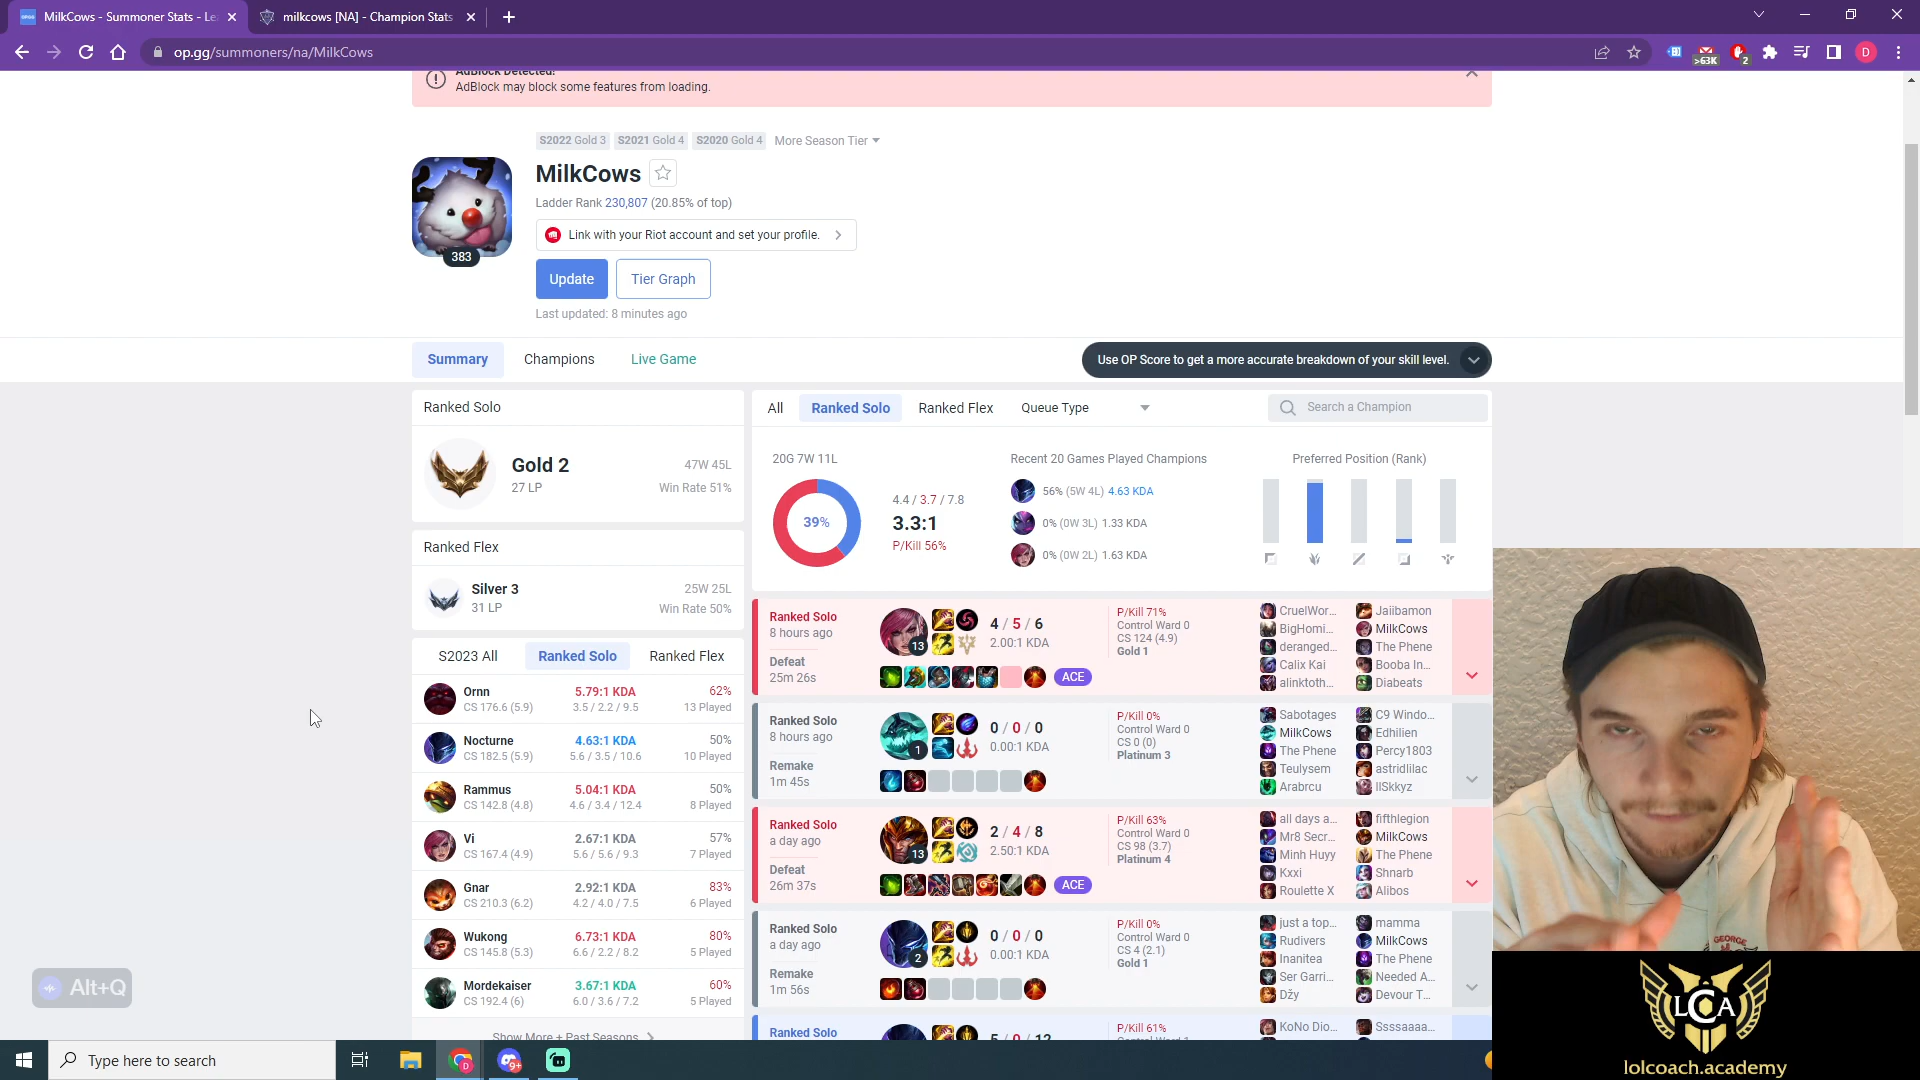 MilkCows - Summoner Stats - Le
milkcows [NA] - Champion Stats
op.gg/summoners/na/MilkCows
>63K
2
D
AdBlock Detected!
AdBlock may block some features from loading.
S2022 Gold 3
S2021 Gold 4
S2020 Gold 4
More Season Tier
MilkCows
Ladder Rank 230,807 (20.85% of top)
383
Link with your Riot account and set your profile.
Update
Tier Graph
Last updated: 8 minutes ago
Summary
Champions
Live Game
Use OP Score to get a more accurate breakdown of your skill level.
Ranked Solo
Gold 2
47W 45L
27 LP
Win Rate 51%
Ranked Flex
Silver 3
25W 25L
31 LP
Win Rate 50%
S2023 All
Ranked Solo
Ranked Flex
Ornn
5.79:1 KDA
62%
CS 176.6 (5.9)
3.5 / 2.2 / 9.5
13 Played
Nocturne
4.63:1 KDA
50%
CS 182.5 (5.9)
5.6 / 3.5 / 10.6
10 Played
Rammus
5.04:1 KDA
50%
CS 142.8 (4.8)
4.6 / 3.4 / 12.4
8 Played
Vi
2.67:1 KDA
57%
CS 167.4 (4.9)
5.6 / 5.6 / 9.3
7 Played
Gnar
2.92:1 KDA
83%
CS 210.3 (6.2)
4.2 / 4.0 / 7.5
6 Played
Wukong
6.73:1 KDA
80%
CS 145.8 (5.3)
6.6 / 2.2 / 8.2
5 Played
Mordekaiser
3.67:1 KDA
60%
CS 192.4 (6)
6.0 / 3.6 / 7.2
5 Played
Show More + Past Seasons
All
Ranked Solo
Ranked Flex
Queue Type
Search a Champion
20G 7W 11L
39%
4.4 / 3.7 / 7.8
3.3:1
P/Kill 56%
Recent 20 Games Played Champions
56% (5W 4L) 4.63 KDA
0% (0W 3L) 1.33 KDA
0% (0W 2L) 1.63 KDA
Preferred Position (Rank)
Ranked Solo
8 hours ago
Defeat
25m 26s
13
4 / 5 / 6
2.00:1 KDA
ACE
P/Kill 71%
Control Ward 0
CS 124 (4.9)
Gold 1
CruelWor...
BigHomi...
deranged...
Calix Kai
alinktoth...
Jaiibamon
MilkCows
The Phene
Booba In...
Diabeats
Ranked Solo
8 hours ago
Remake
1m 45s
1
0 / 0 / 0
0.00:1 KDA
P/Kill 0%
Control Ward 0
CS 0 (0)
Platinum 3
Sabotages
MilkCows
The Phene
Teulysem
Arabrcu
C9 Windo...
Edhilien
Percy1803
astridlilac
IlSkkyz
Ranked Solo
a day ago
Defeat
26m 37s
13
2 / 4 / 8
2.50:1 KDA
ACE
P/Kill 63%
Control Ward 0
CS 98 (3.7)
Platinum 4
all days a...
Mr8 Secr...
Minh Huyy
Kxxi
Roulette X
fifthlegion
MilkCows
The Phene
Shnarb
Alibos
Ranked Solo
a day ago
Remake
1m 56s
2
0 / 0 / 0
0.00:1 KDA
P/Kill 0%
Control Ward 0
CS 4 (2.1)
Gold 1
just a top...
Rudivers
Inanitea
Ser Garri...
Džy
mamma
MilkCows
The Phene
Needed A...
Devour T...
Ranked Solo
5 / 0 / 12
P/Kill 61%
Control Ward 1
KoNo Dio...
Ssssaaaa...
Alt+Q
Type here to search
9+
GEORGE
LCA
lolcoach.academy